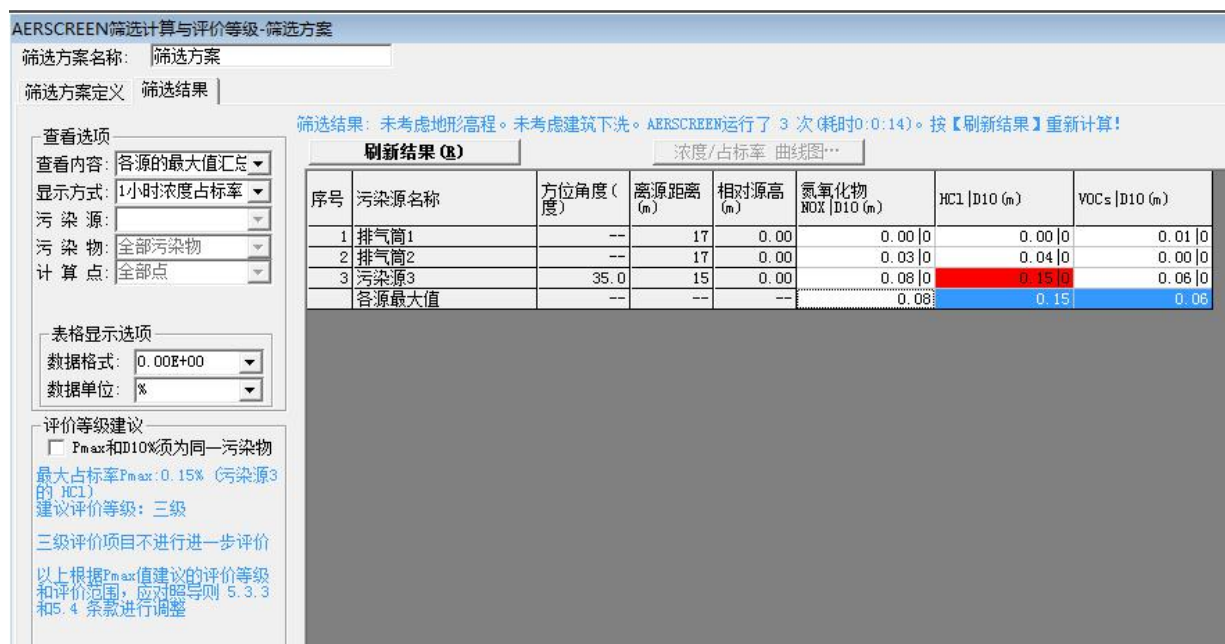 AERSCREEN筛选计算与评价等级-筛选方案
筛选方案名称: 筛选方案
筛选方案定义 筛选结果
筛选结果: 未考虑地形高程。未考虑建筑下洗。AERSCREEN运行了 3 次(耗时0:0:14)。按【刷新结果】重新计算!
刷新结果(R) 浓度/占标率 曲线图…
查看选项
查看内容: 各源的最大值汇总
显示方式: 1小时浓度占标率
污 染 源:
污 染 物: 全部污染物
计 算 点: 全部点
表格显示选项
数据格式: 0.00E+00
数据单位: %
评价等级建议
Pmax和D10%须为同一污染物
最大占标率Pmax:0.15% (污染源3
的 HCl)
建议评价等级: 三级
三级评价项目不进行进一步评价
以上根据Pmax值建议的评价等级
和评价范围,应对照导则 5.3.3
和5.4 条款进行调整
序号 污染源名称 方位角度(度) 离源距离(m) 相对源高(m) 氮氧化物NOX|D10(m) HCl|D10(m) VOCs|D10(m)
1 排气筒1 -- 17 0.00 0.00|0 0.00|0 0.01|0
2 排气筒2 -- 17 0.00 0.03|0 0.04|0 0.00|0
3 污染源3 35.0 15 0.00 0.08|0 0.15|0 0.06|0
各源最大值 -- -- -- 0.08 0.15 0.06